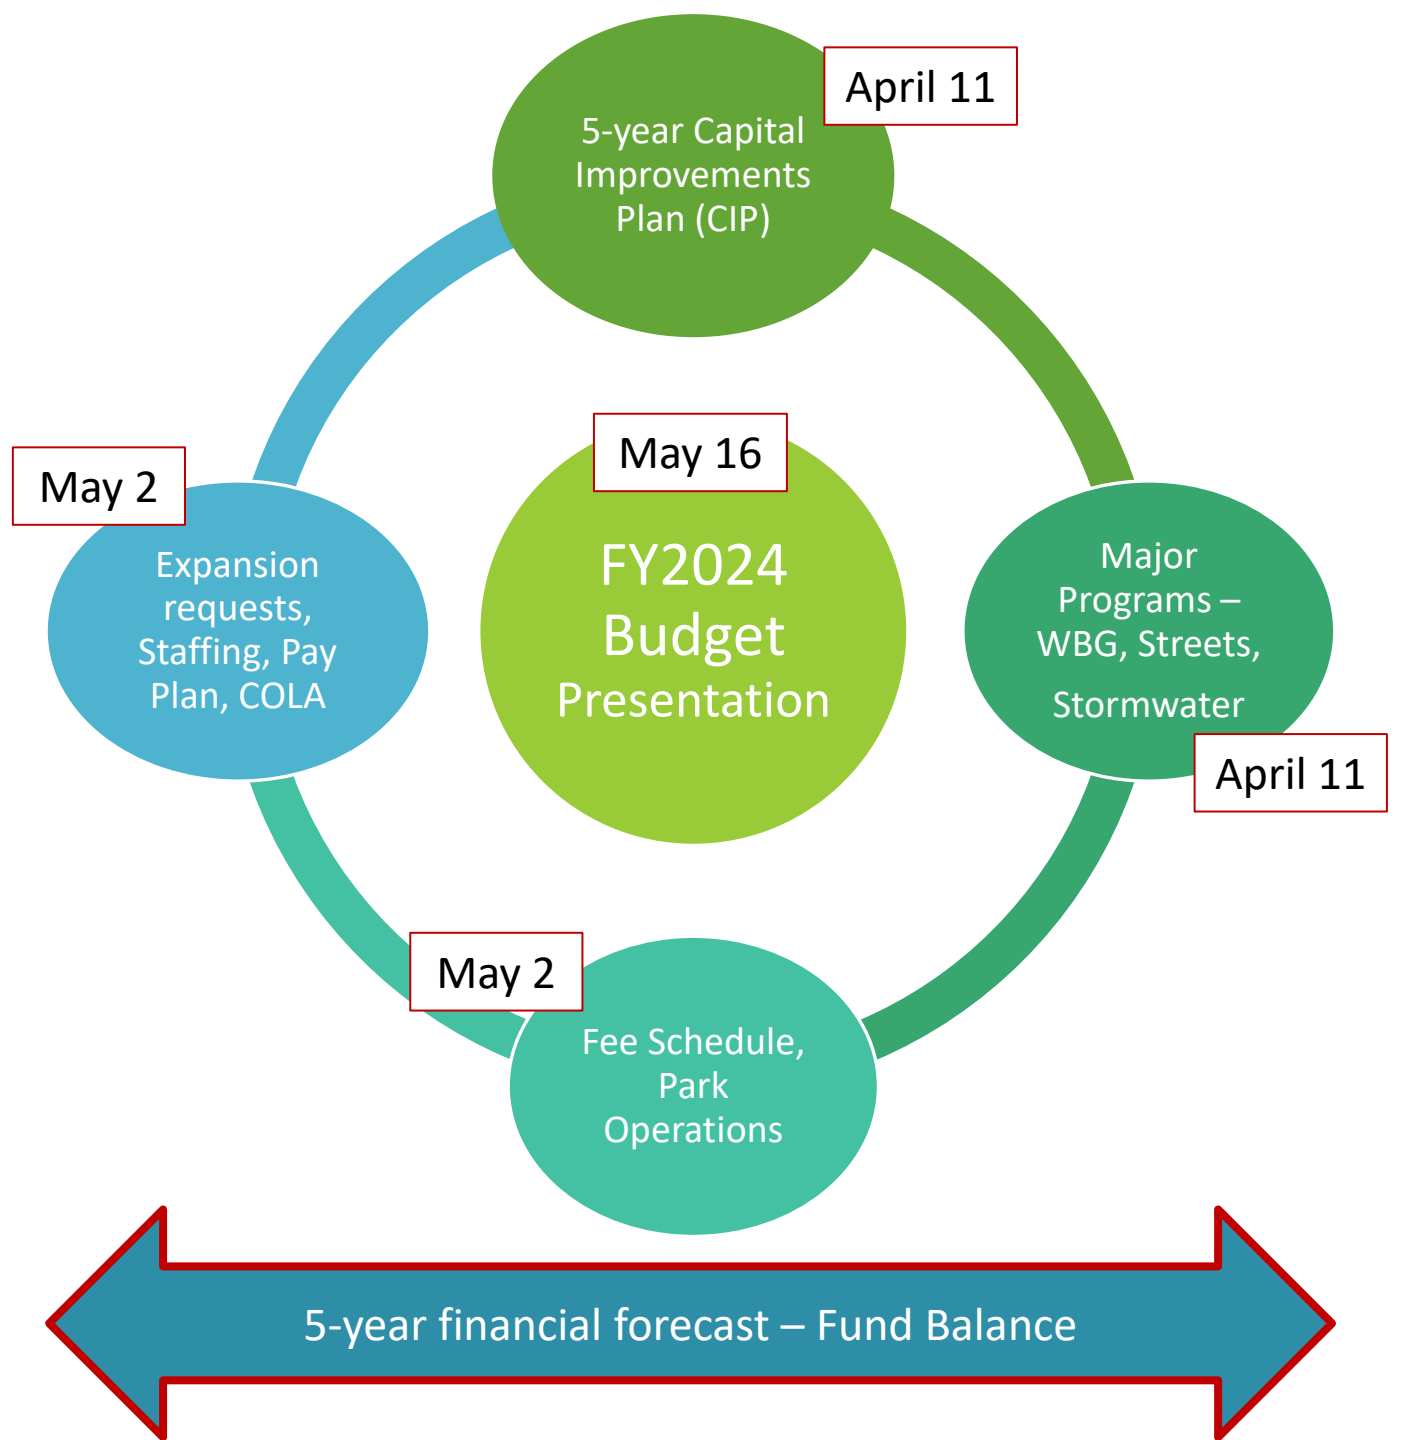 April 11
5-year Capital
Improvements
Plan (CIP)
May 2
Expansion
requests,
Staffing, Pay
Plan, COLA
May 16
FY2024
Budget
Presentation
Major
Programs –
WBG, Streets,
Stormwater
April 11
May 2
Fee Schedule,
Park
Operations
5-year financial forecast – Fund Balance